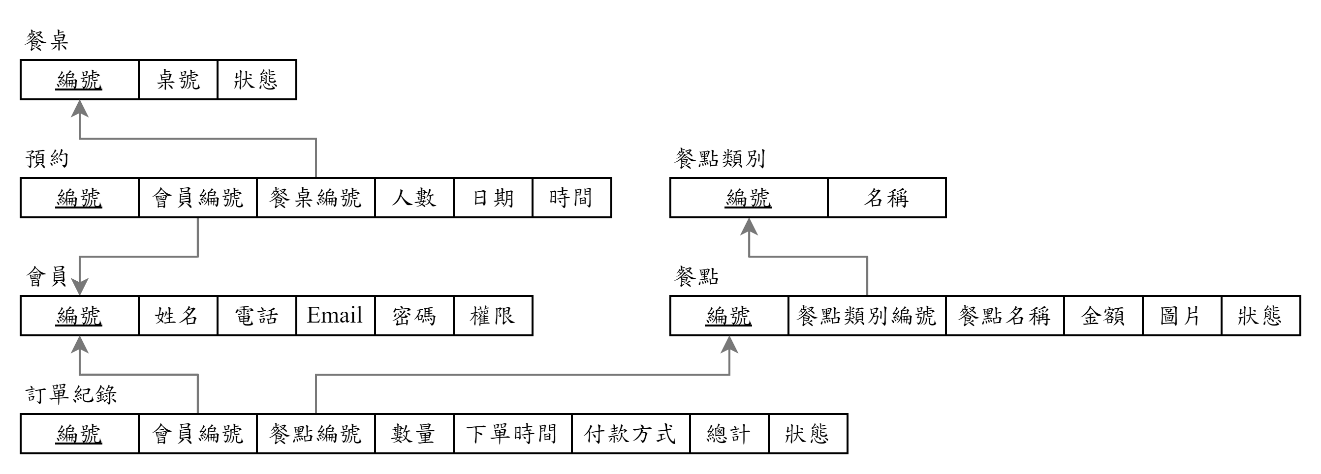 餐桌
編號 桌號 狀態
預約
編號 會員編號 餐桌編號 人數 日期 時間
餐點類別
編號 名稱
會員
編號 姓名 電話 Email 密碼 權限
餐點
編號 餐點類別編號 餐點名稱 金額 圖片 狀態
訂單紀錄
編號 會員編號 餐點編號 數量 下單時間 付款方式 總計 狀態